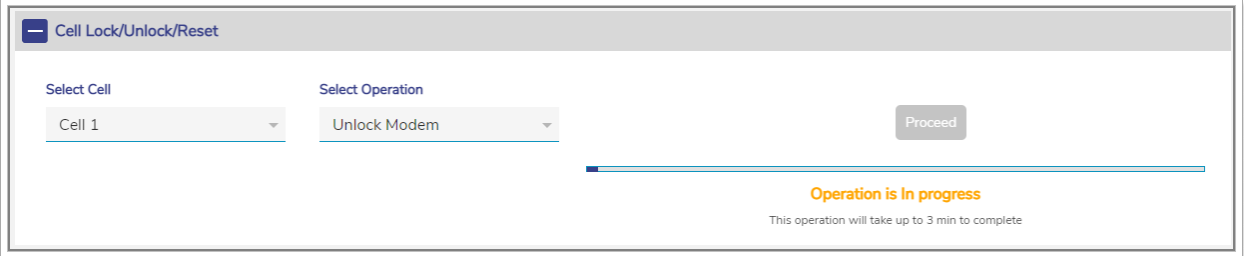 Cell Lock/Unlock/Reset
Select Cell
Select Operation
Cell 1
Unlock Modem
Proceed
Operation is In progress
This operation will take up to 3 min to complete